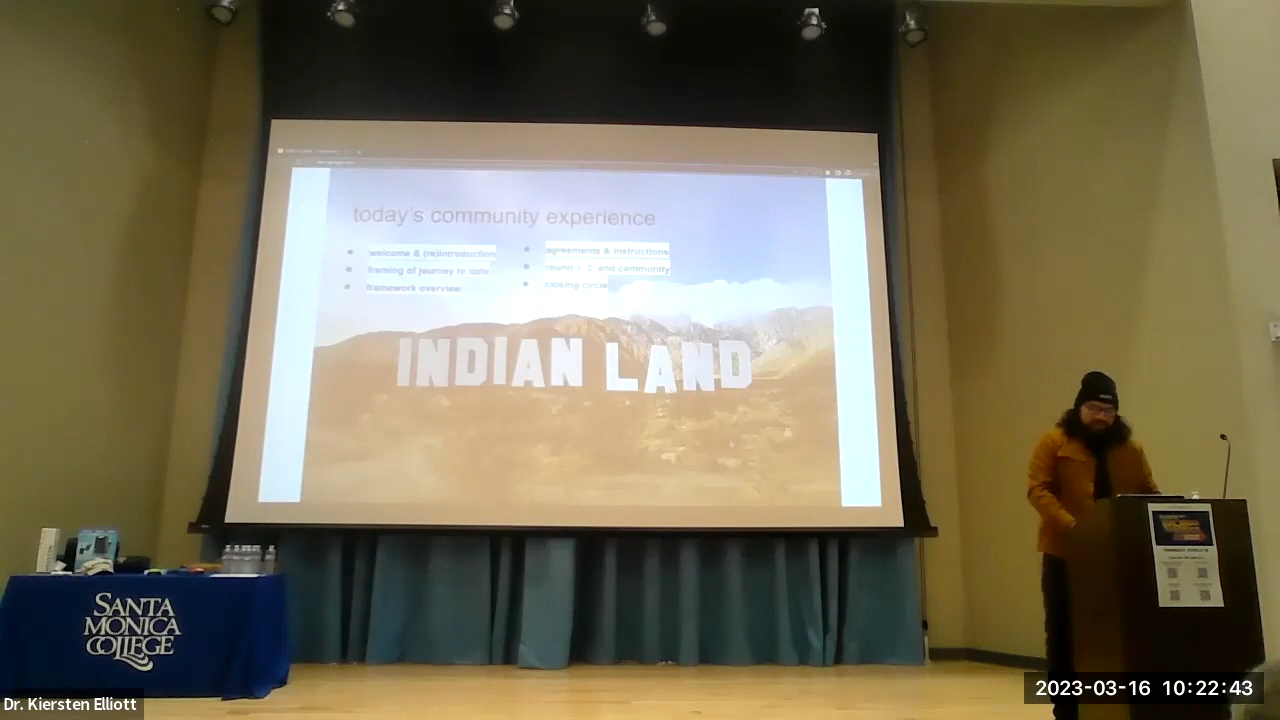 today's community experience
welcome & (re)introduction
framing of journey to date
framework overview
agreements & instructions
round 1, 2, and community
closing circle
INDIAN LAND
SANTA
MONICA
COLLEGE
Dr. Kiersten Elliott
2023-03-16 10:22:43